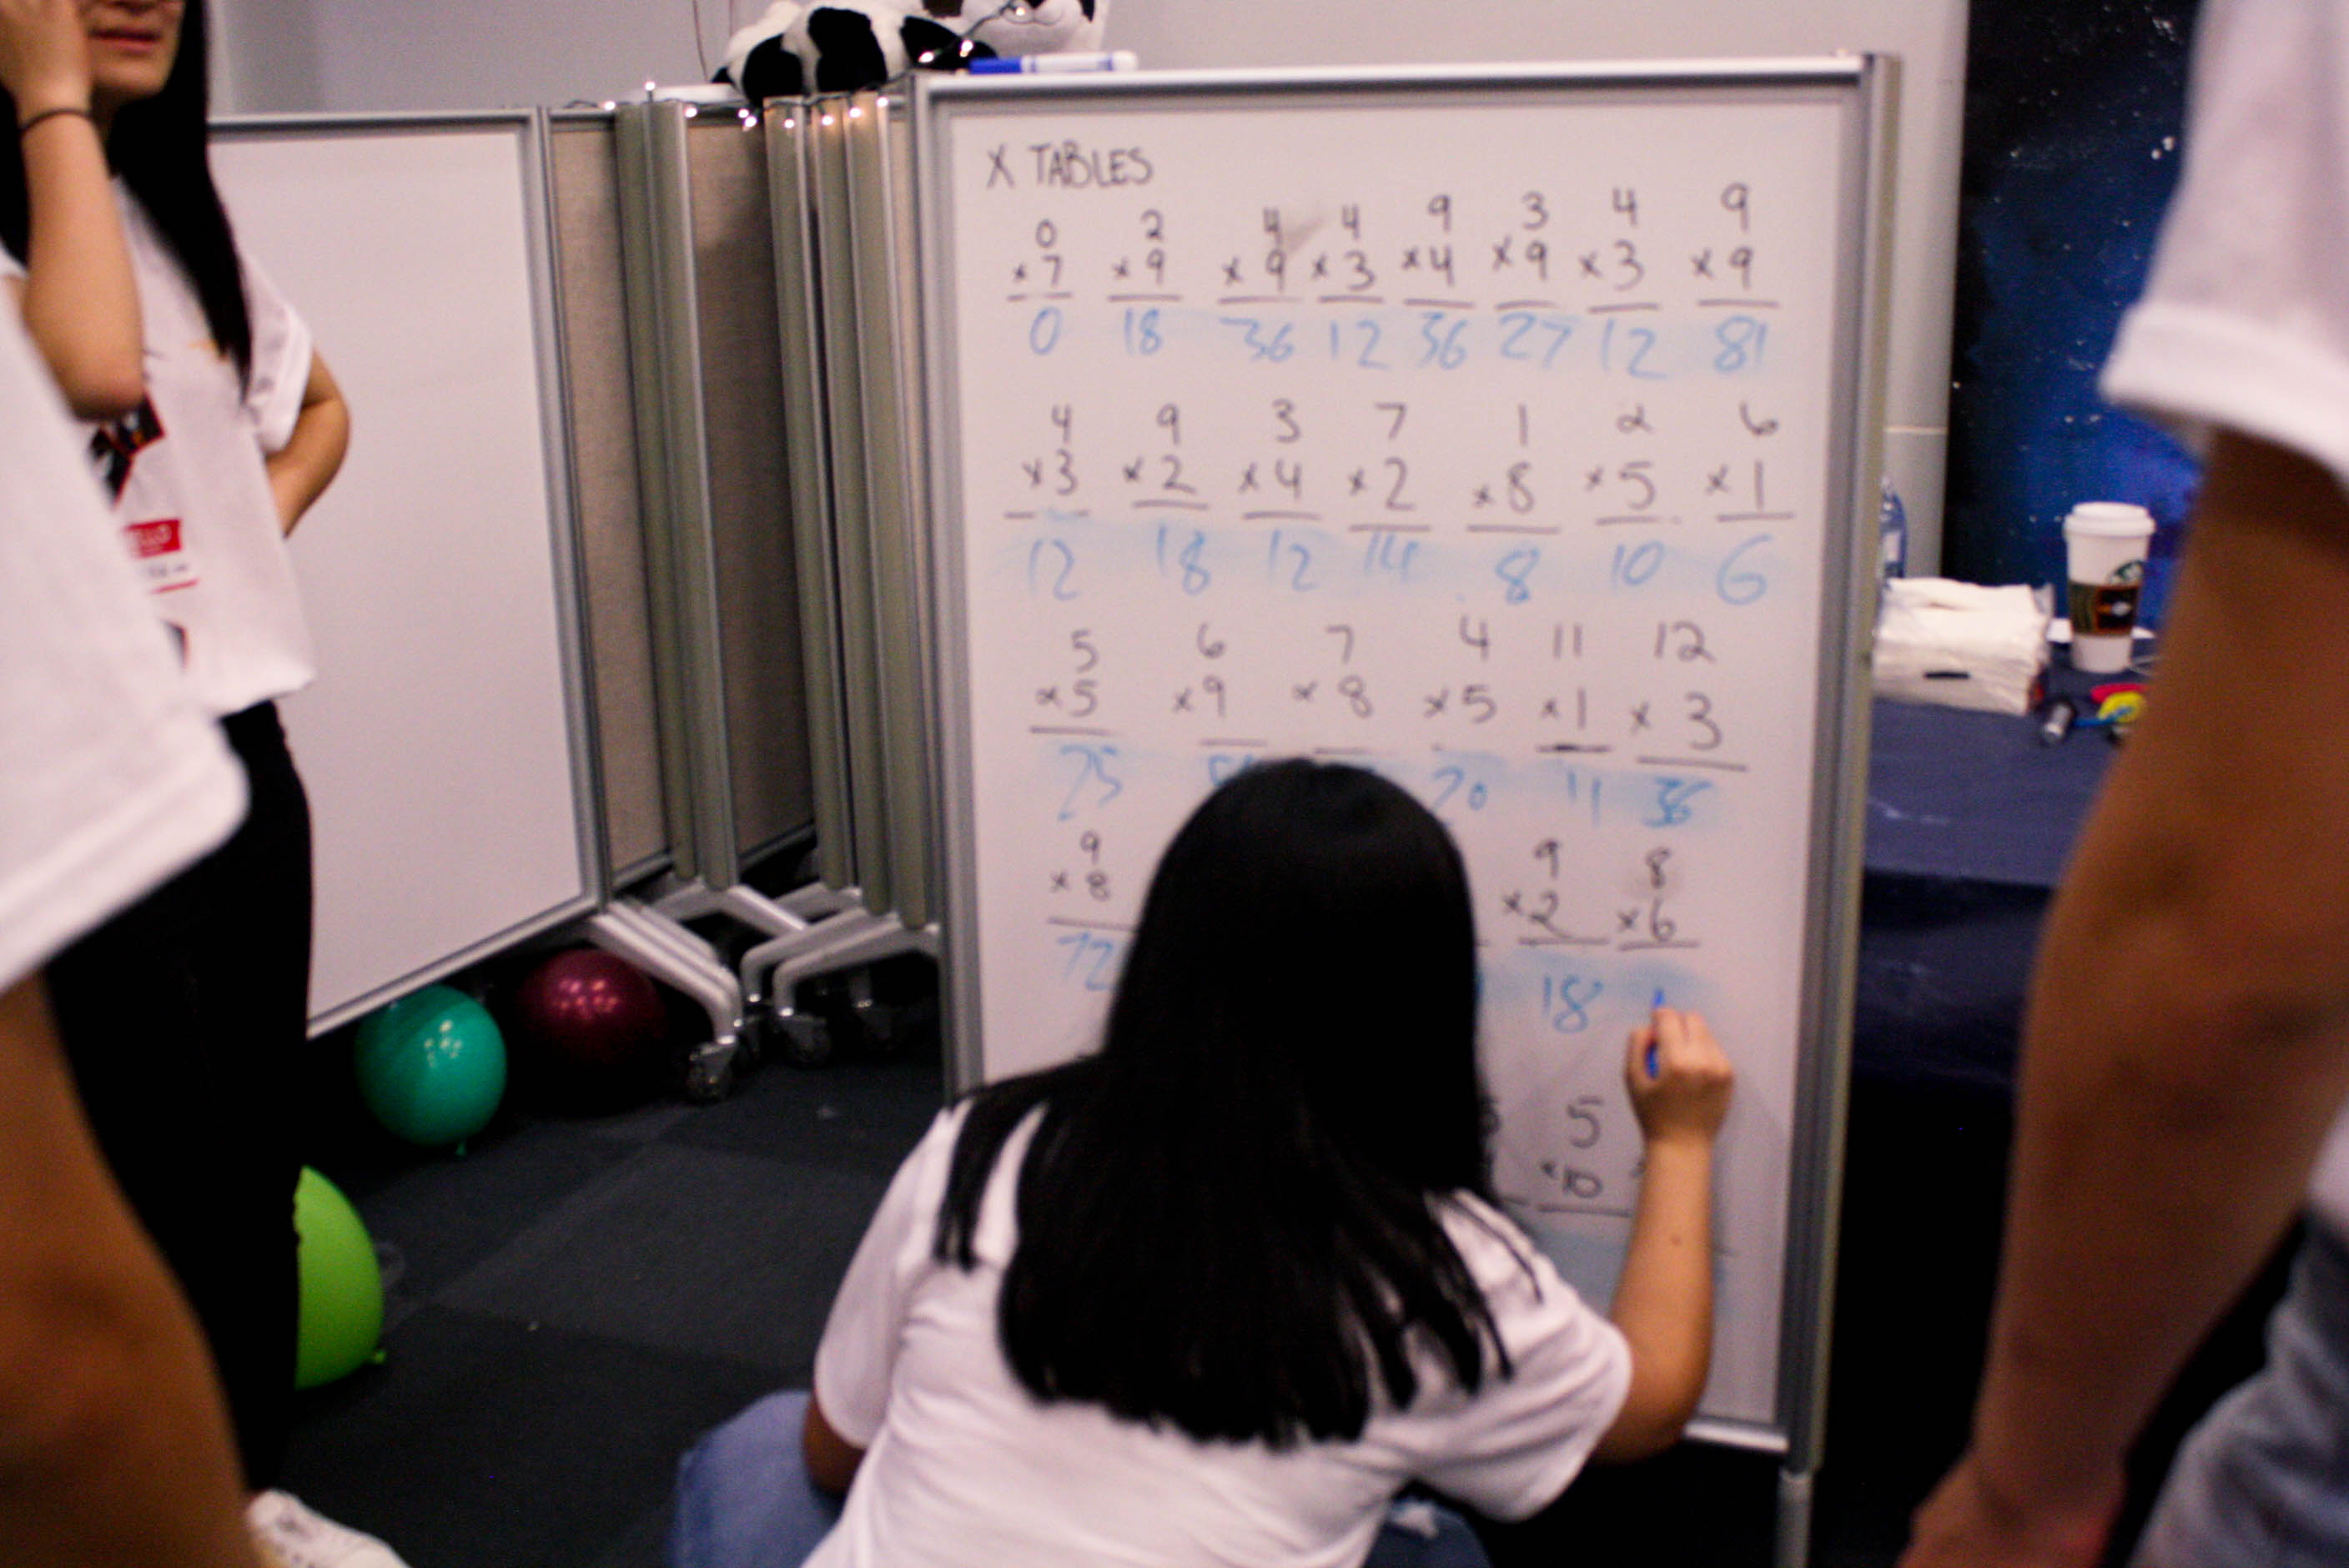 X TABLES
0 2 4 4 9 3 4 9
x7 x9 x9 x3 x4 x9 x3 x9
0 18 36 12 36 27 12 81
4 9 3 7 1 2 6
x3 x2 x4 x2 x8 x5 x1
12 18 12 14 8 10 6
5 6 7 4 11 12
x5 x9 x8 x5 x1 x3
25 20 11 36
9 9 8
x8 x2 x6
72 18
5
x10